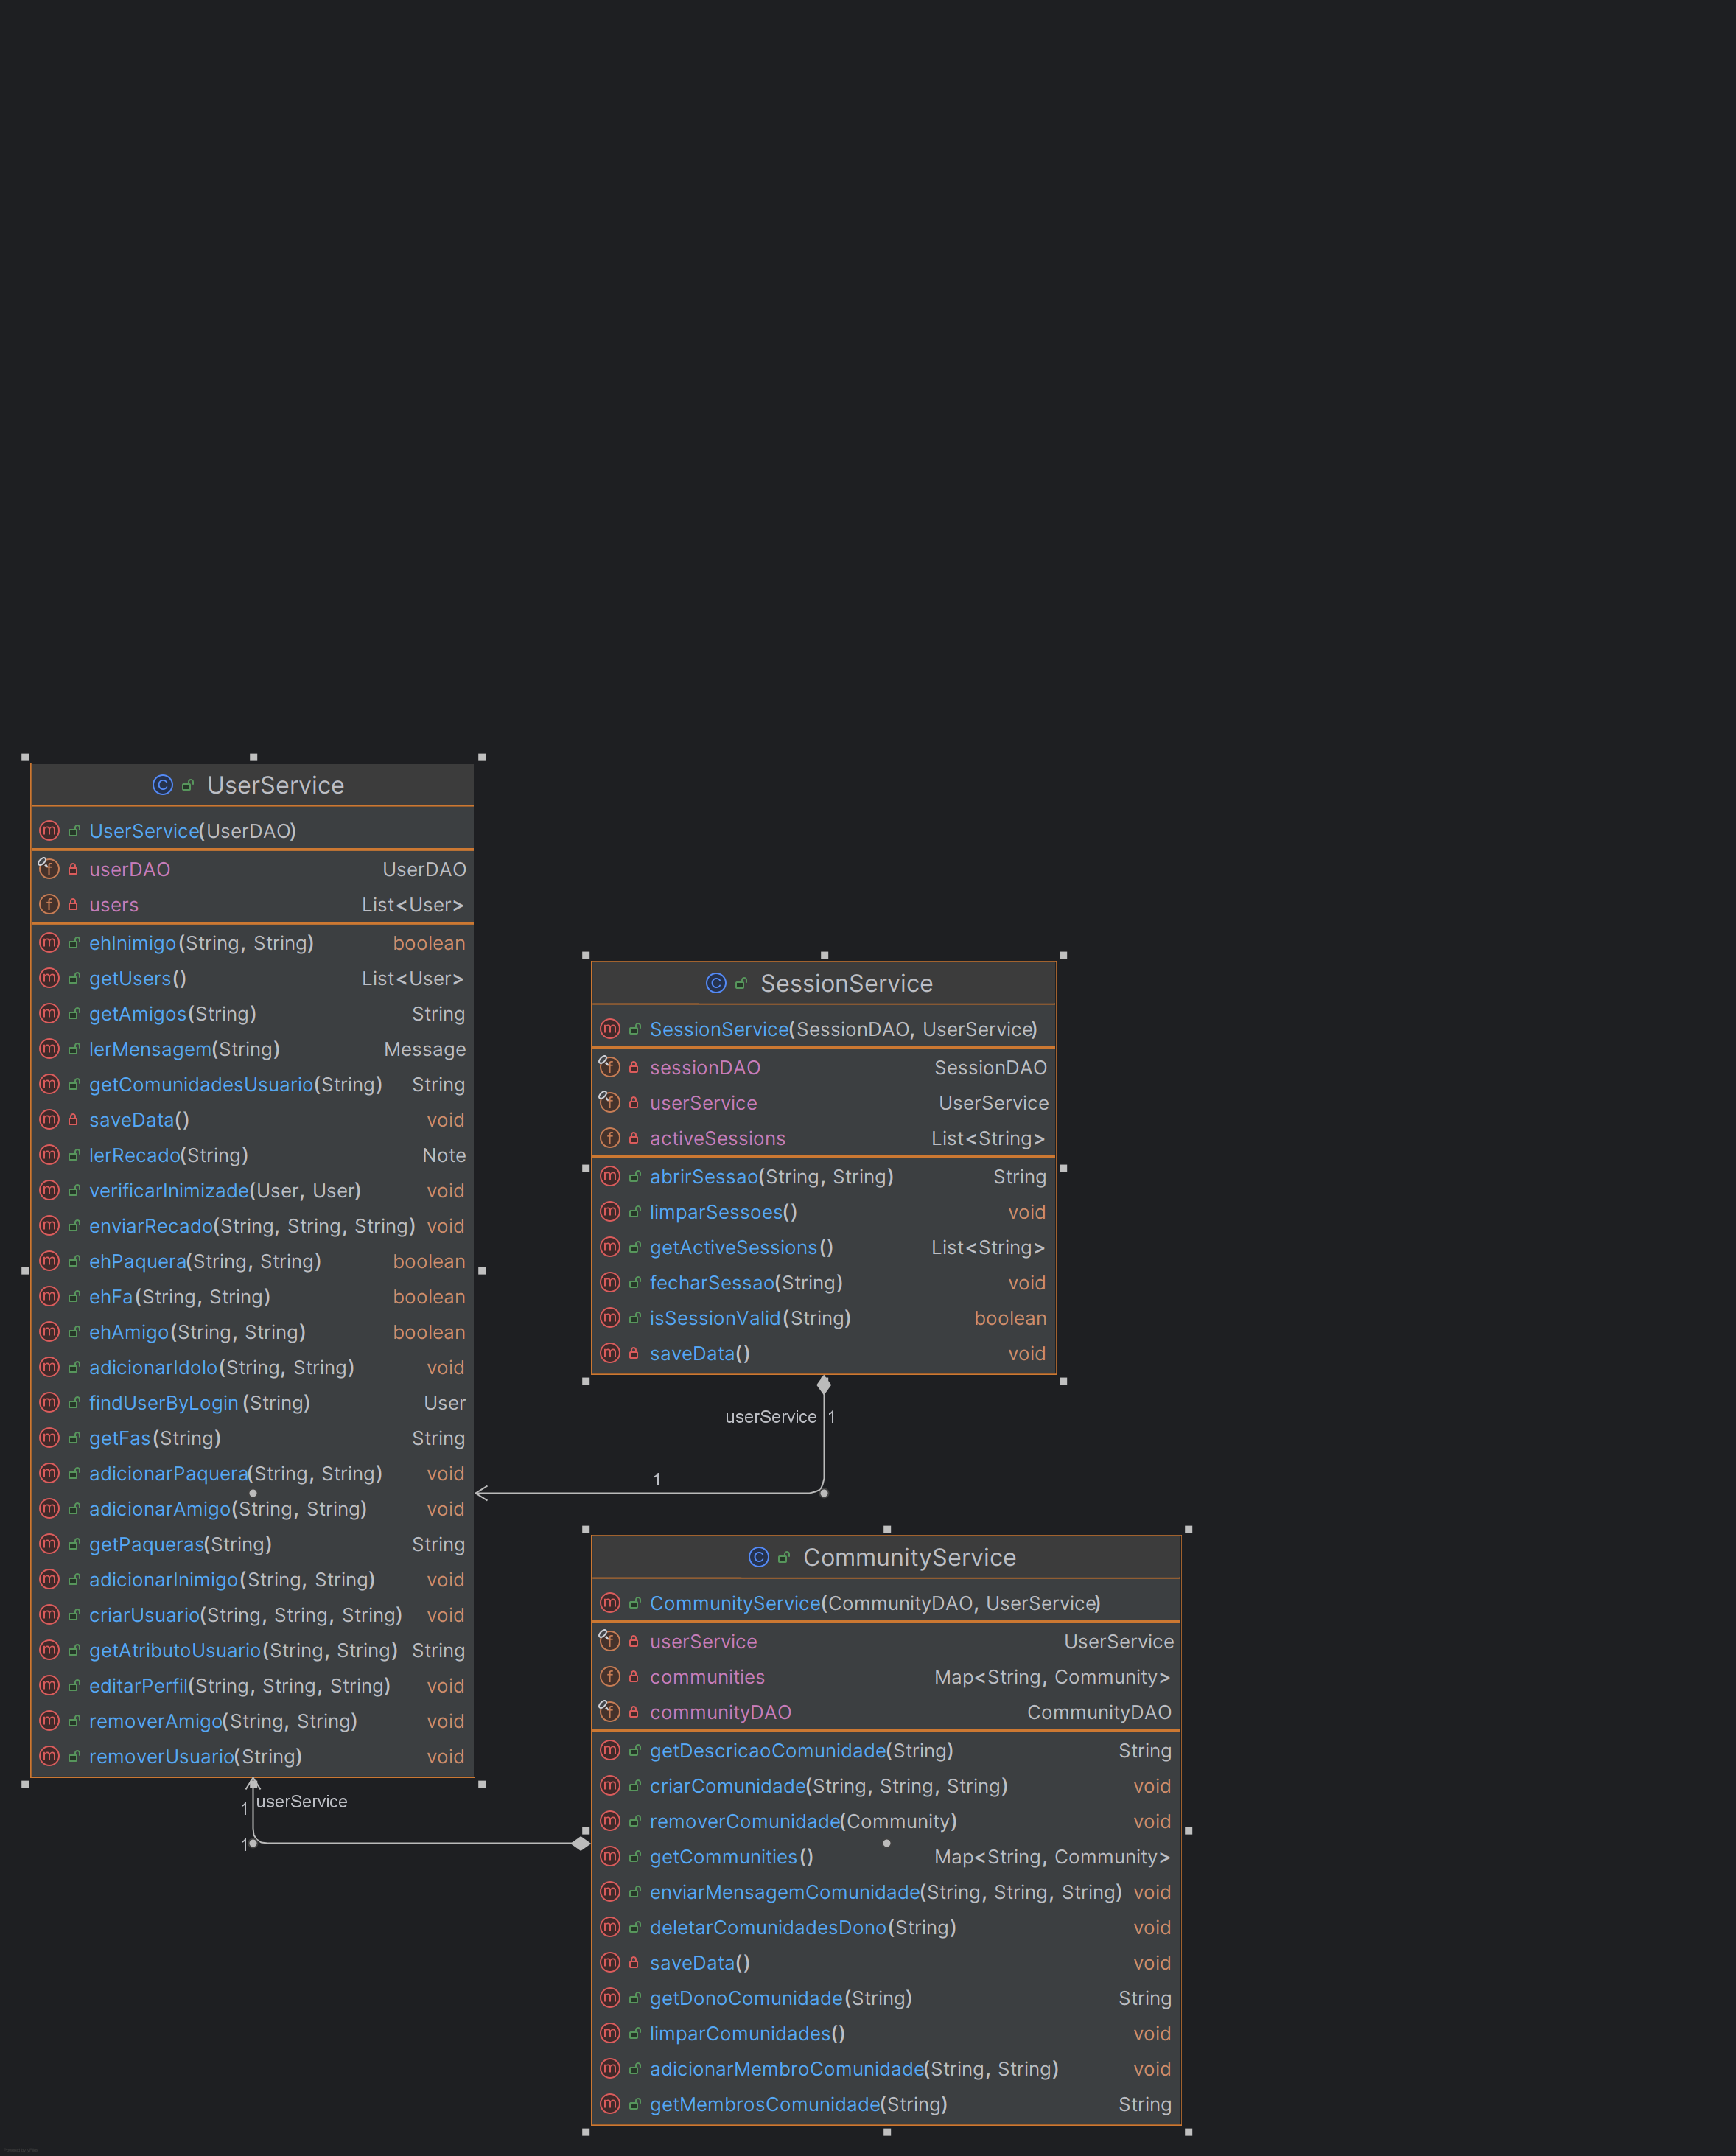 UserService
UserService(UserDAO)
userDAO UserDAO
users List<User>
ehInimigo(String, String) boolean
getUsers() List<User>
getAmigos(String) String
lerMensagem(String) Message
getComunidadesUsuario(String) String
saveData() void
lerRecado(String) Note
verificarInimizade(User, User) void
enviarRecado(String, String, String) void
ehPaquera(String, String) boolean
ehFa(String, String) boolean
ehAmigo(String, String) boolean
adicionarIdolo(String, String) void
findUserByLogin(String) User
getFas(String) String
adicionarPaquera(String, String) void
adicionarAmigo(String, String) void
getPaqueras(String) String
adicionarInimigo(String, String) void
criarUsuario(String, String, String) void
getAtributoUsuario(String, String) String
editarPerfil(String, String, String) void
removerAmigo(String, String) void
removerUsuario(String) void
SessionService
SessionService(SessionDAO, UserService)
sessionDAO SessionDAO
userService UserService
activeSessions List<String>
abrirSessao(String, String) String
limparSessoes() void
getActiveSessions() List<String>
fecharSessao(String) void
isSessionValid(String) boolean
saveData() void
userService 1
1
CommunityService
CommunityService(CommunityDAO, UserService)
userService UserService
communities Map<String, Community>
communityDAO CommunityDAO
getDescricaoComunidade(String) String
criarComunidade(String, String, String) void
removerComunidade(Community) void
getCommunities() Map<String, Community>
enviarMensagemComunidade(String, String, String) void
deletarComunidadesDono(String) void
saveData() void
getDonoComunidade(String) String
limparComunidades() void
adicionarMembroComunidade(String, String) void
getMembrosComunidade(String) String
1 userService
1